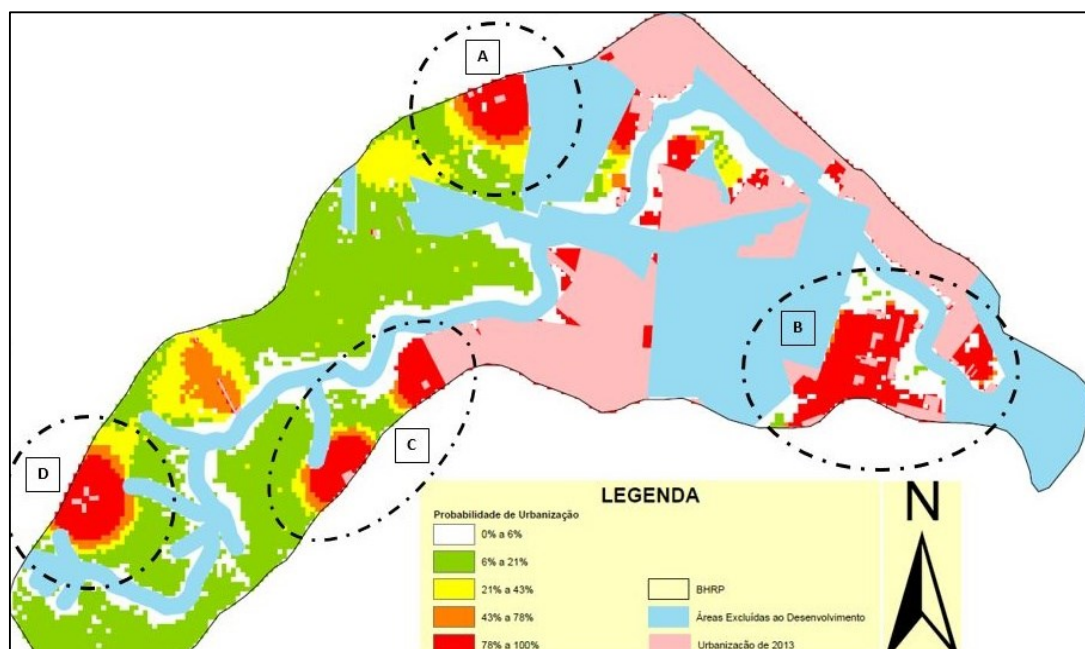 A
B
C
D
LEGENDA
N
Probabilidade de Urbanização
0% a 6%
6% a 21%
21% a 43%
43% a 78%
78% a 100%
BHRP
Áreas Excluídas ao Desenvolvimento
Urbanização de 2013